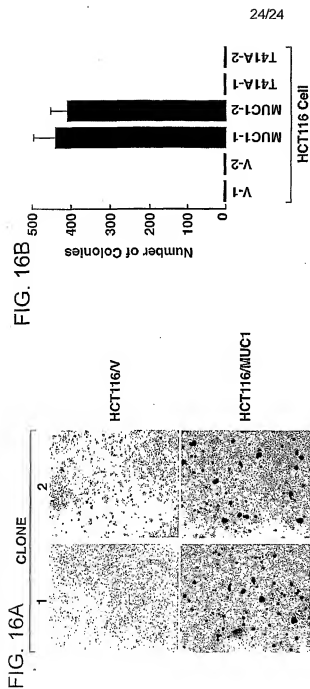 24/24
FIG. 16A
CLONE
1
2
HCT116/V
HCT116/MUC1
FIG. 16B
Number of Colonies
500
400
300
200
100
0
V-1
V-2
MUC1-1
MUC1-2
T41A-1
T41A-2
HCT116 Cell